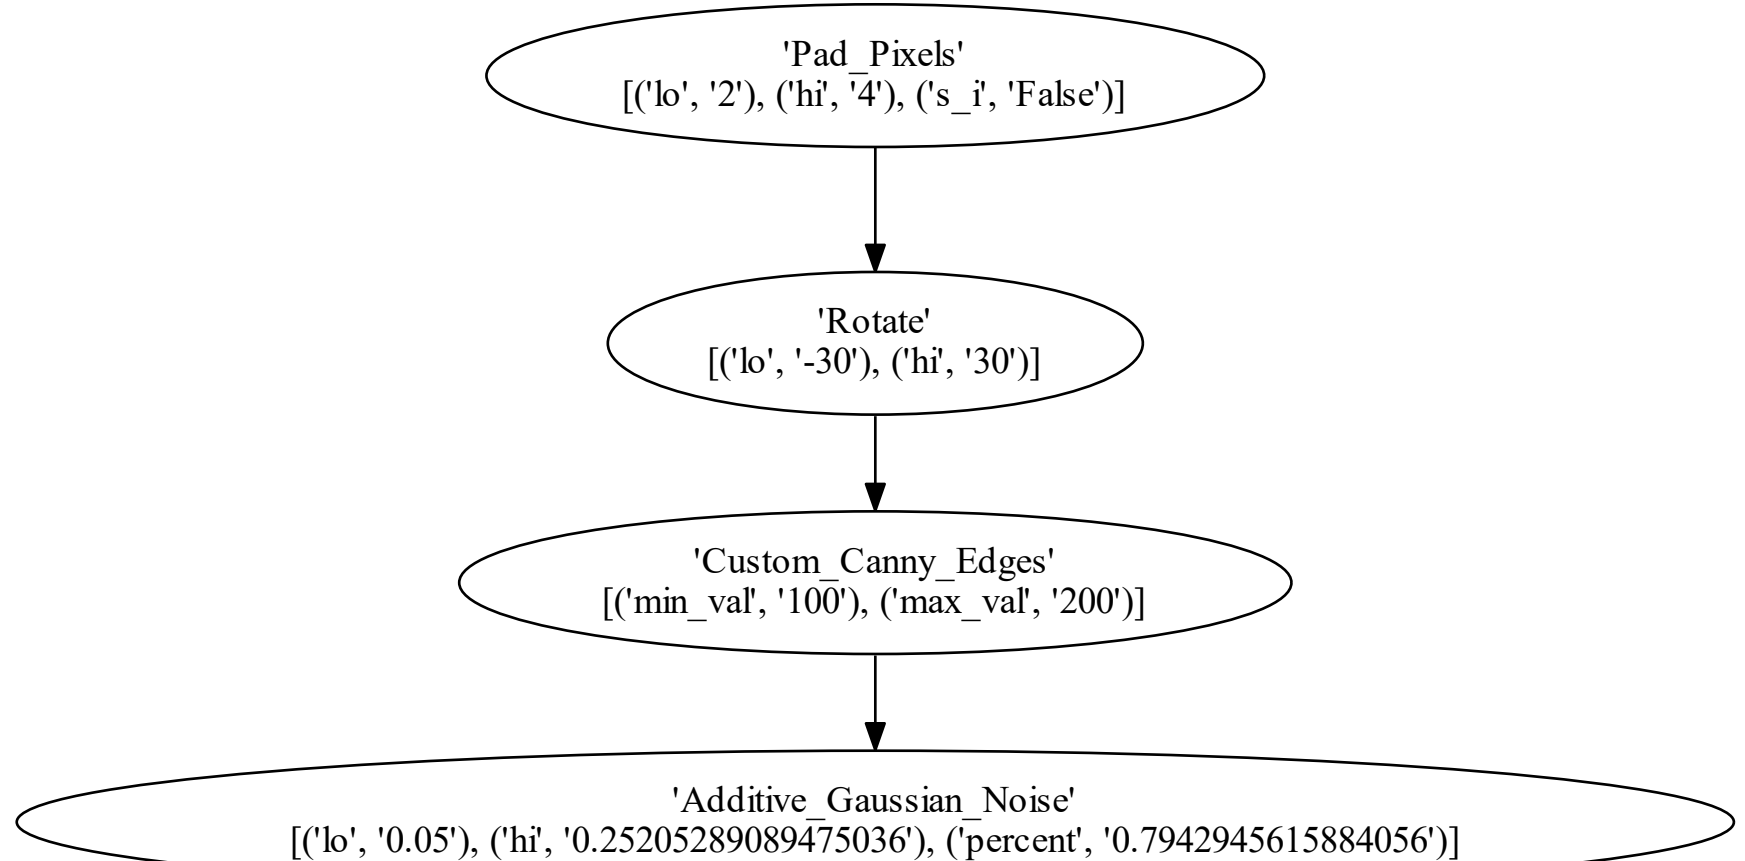 'Pad_Pixels'
[('lo', '2'), ('hi', '4'), ('s_i', 'False')]
'Rotate'
[('lo', '-30'), ('hi', '30')]
'Custom_Canny_Edges'
[('min_val', '100'), ('max_val', '200')]
'Additive_Gaussian_Noise'
[('lo', '0.05'), ('hi', '0.25205289089475036'), ('percent', '0.7942945615884056')]